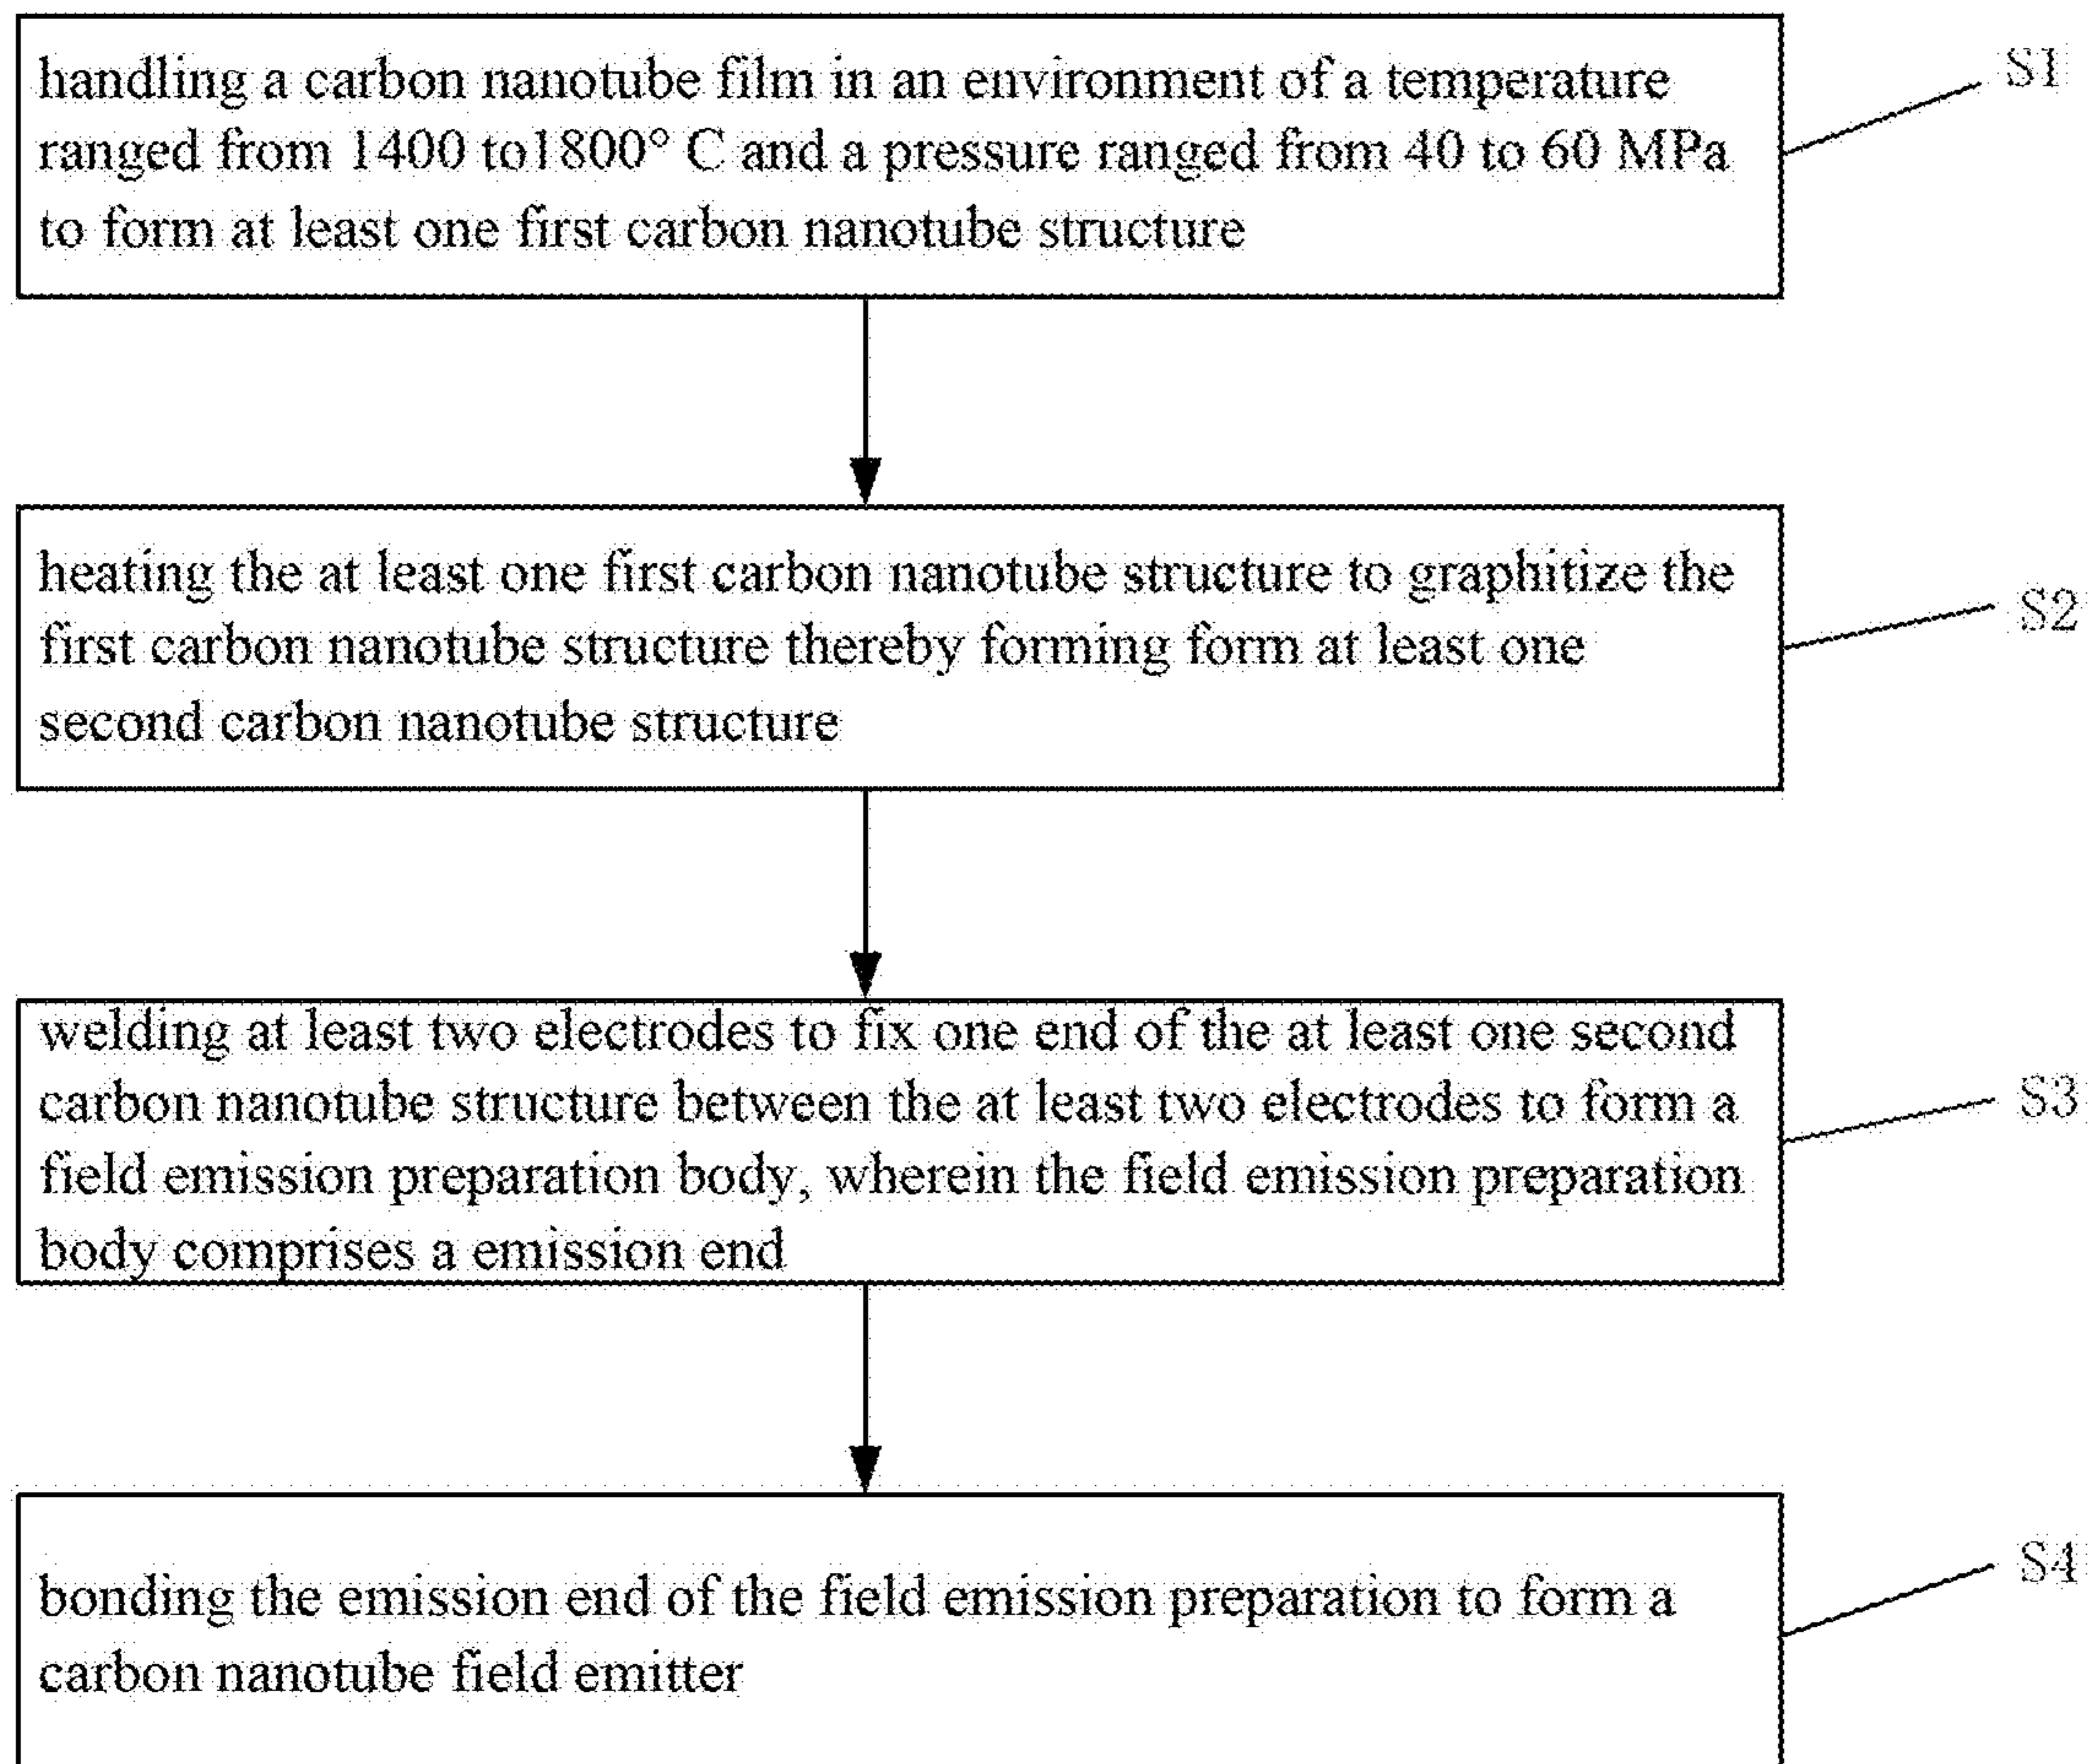 handling a carbon nanotube film in an environment of a temperature
ranged from 1400 to1800° C and a pressure ranged from 40 to 60 MPa
to form at least one first carbon nanotube structure
S1
heating the at least one first carbon nanotube structure to graphitize the
first carbon nanotube structure thereby forming form at least one
second carbon nanotube structure
S2
welding at least two electrodes to fix one end of the at least one second
carbon nanotube structure between the at least two electrodes to form a
field emission preparation body, wherein the field emission preparation
body comprises a emission end
S3
bonding the emission end of the field emission preparation to form a
carbon nanotube field emitter
S4